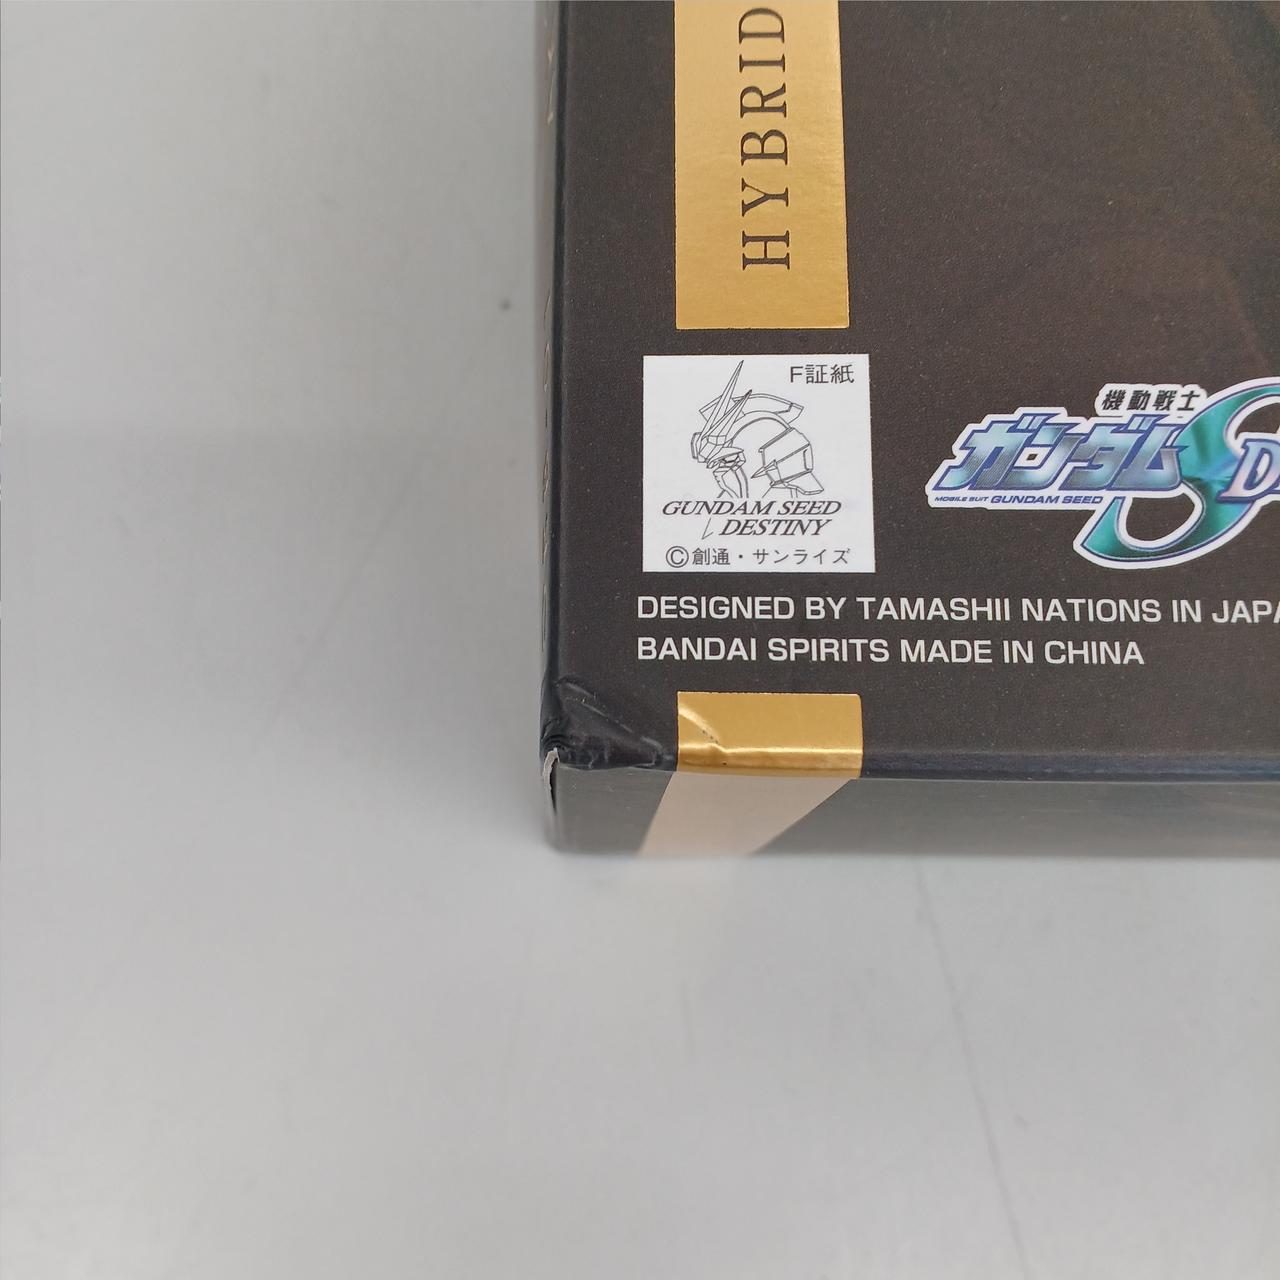 HYBRID
F証紙
GUNDAM SEED
DESTINY
©創通・サンライズ
機動戦士
ガンダムS
MOBILE SUIT GUNDAM SEED
DESIGNED BY TAMASHII NATIONS IN
BANDAI SPIRITS MADE IN CHINA